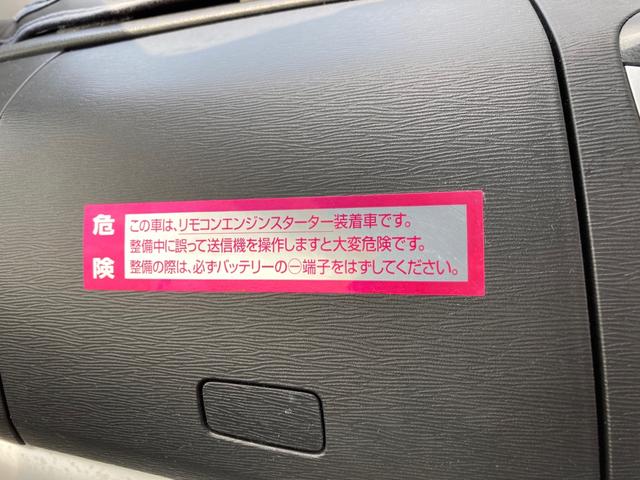 危険
この車は、リモコンエンジンスターター装着車です。
整備中に誤って送信機を操作しますと大変危険です。
整備の際は、必ずバッテリーの㊀端子をはずしてください。